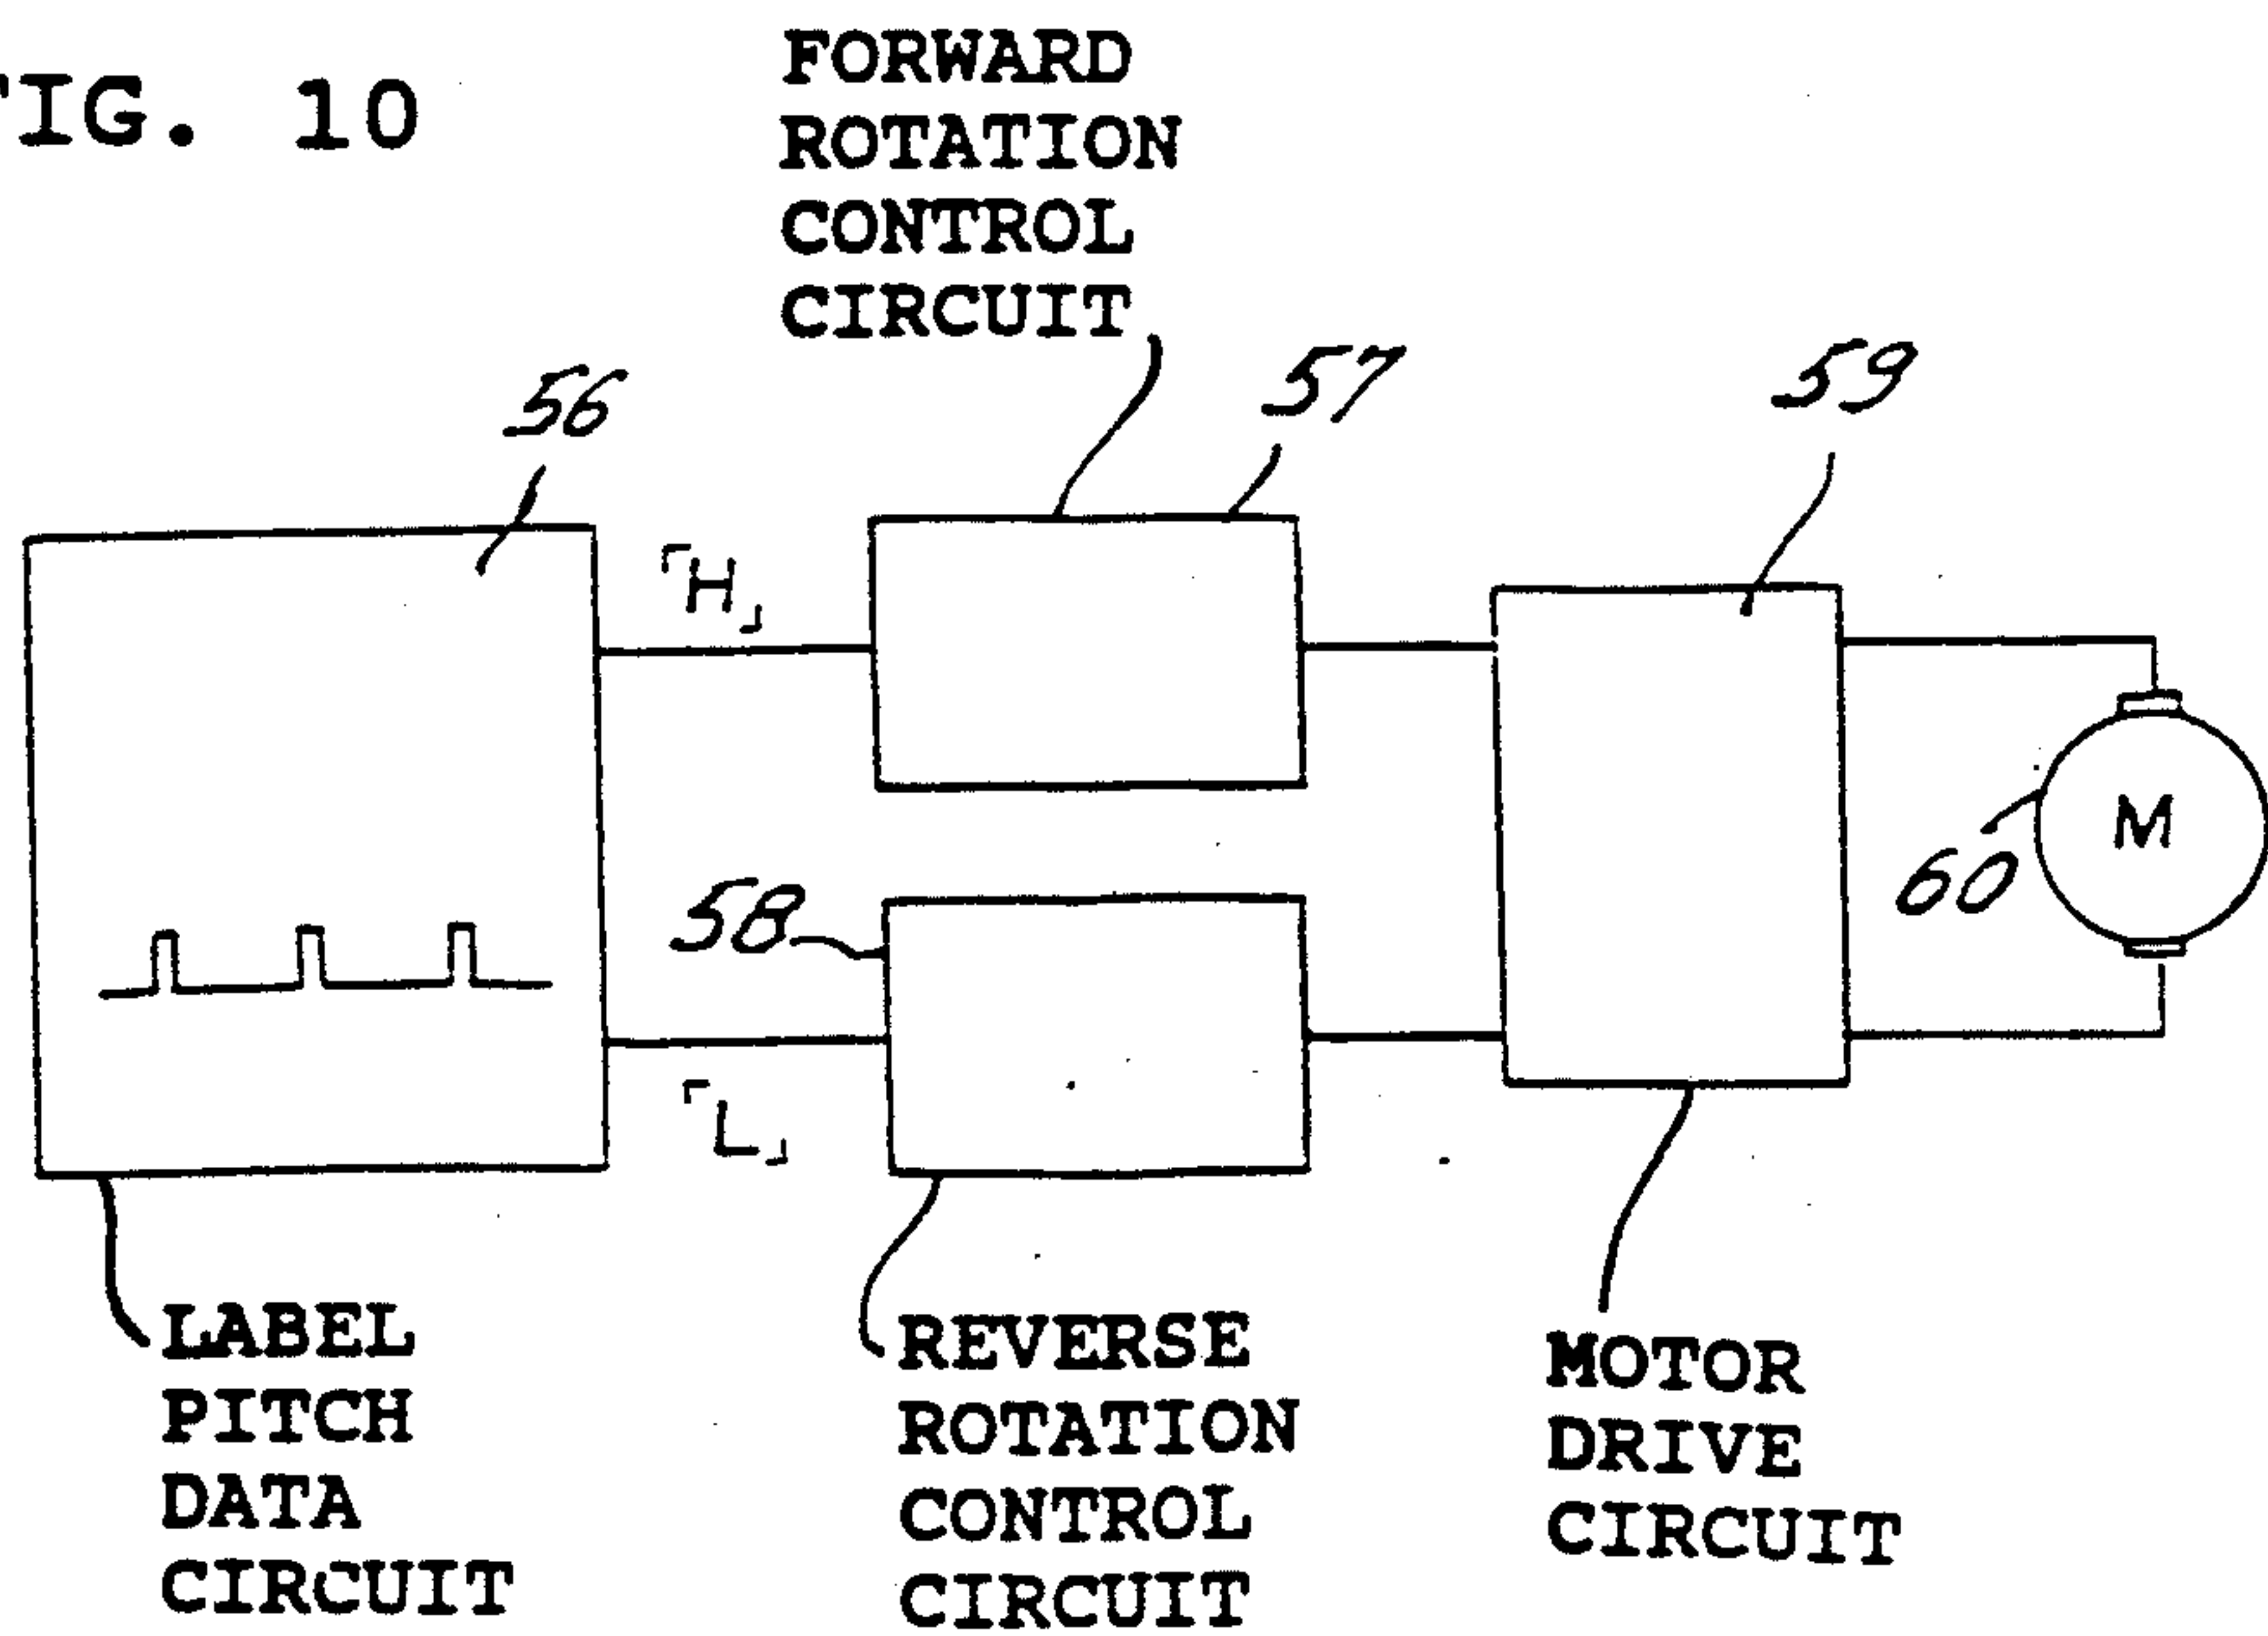 FIG. 10
FORWARD
ROTATION
CONTROL
CIRCUIT
56
57
59
「H」
M
60
58
「L」
LABEL
PITCH
DATA
CIRCUIT
REVERSE
ROTATION
CONTROL
CIRCUIT
MOTOR
DRIVE
CIRCUIT